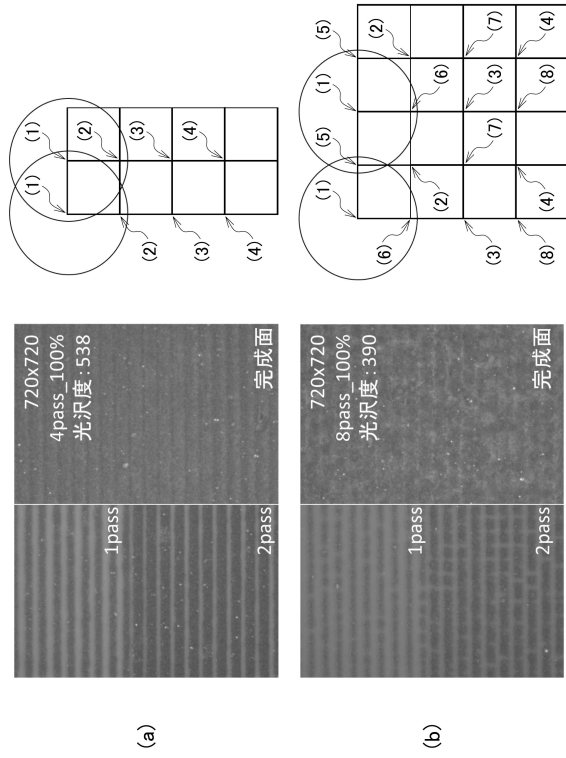 (a)
1pass
2pass
720x720
4pass_100%
光沢度:538
完成面
(1)
(1)
(2)
(3)
(4)
(2)
(3)
(4)
(b)
1pass
2pass
720x720
8pass_100%
光沢度:390
完成面
(1)
(5)
(1)
(5)
(6)
(2)
(6)
(2)
(3)
(7)
(3)
(7)
(8)
(4)
(8)
(4)